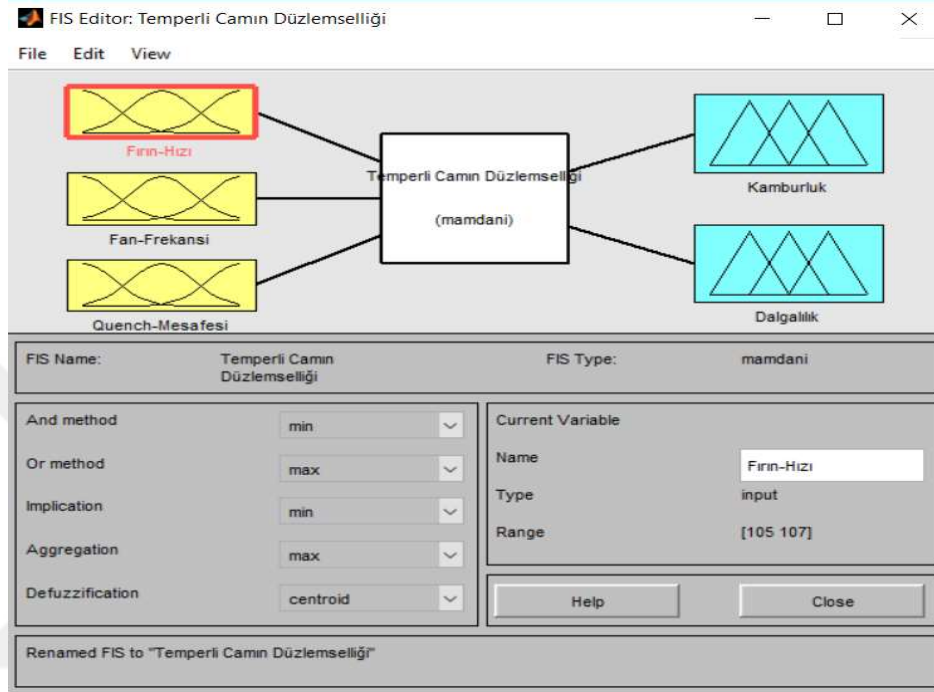 FIS Editor: Temperli Camın Düzlemselliği
File Edit View
Fırın-Hızı
Fan-Frekansi
Quench-Mesafesi
Temperli Camın Düzlemselliği
(mamdani)
Kamburluk
Dalgalılık
FIS Name:
Temperli Camın
Düzlemselliği
FIS Type:
mamdani
And method
min
Or method
max
Implication
min
Aggregation
max
Defuzzification
centroid
Current Variable
Name
Fırın-Hızı
Type
input
Range
[105 107]
Help
Close
Renamed FIS to "Temperli Camın Düzlemselliği"